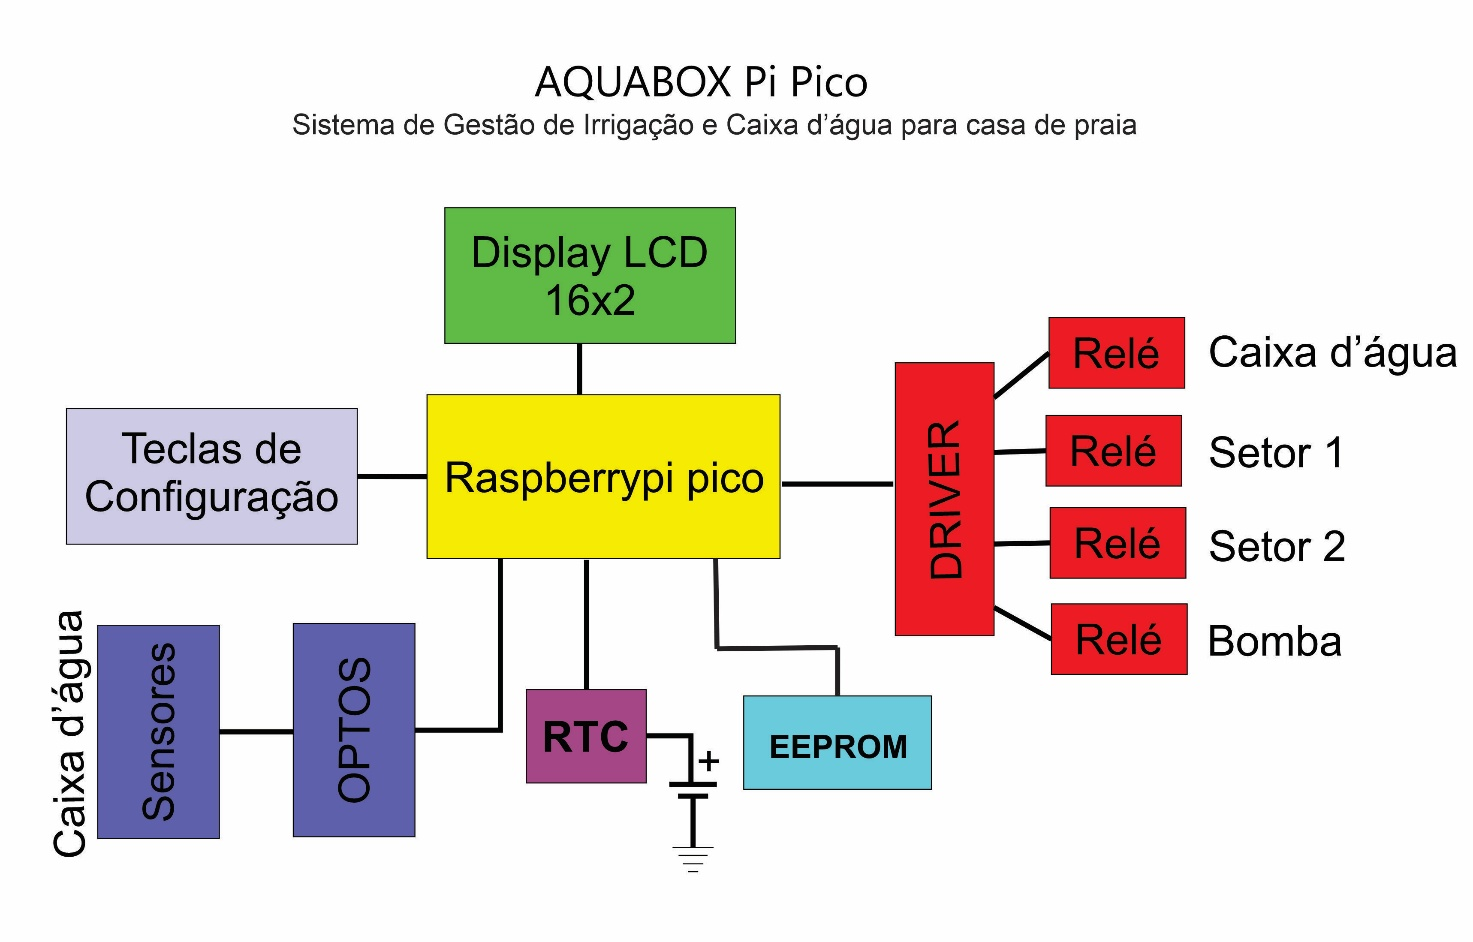 AQUABOX Pi Pico
Sistema de Gestão de Irrigação e Caixa d’água para casa de praia
Display LCD
16x2
Teclas de
Configuração
Raspberrypi pico
DRIVER
Relé
Caixa d’água
Relé
Setor 1
Relé
Setor 2
Relé
Bomba
Caixa d’água
Sensores
OPTOS
RTC
+
EEPROM